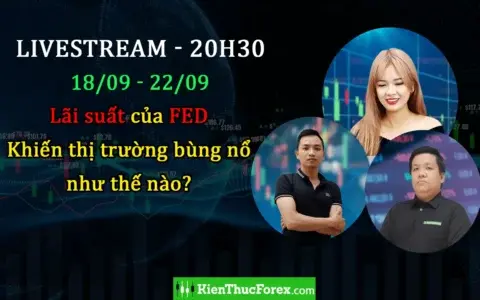 LIVESTREAM - 20H30
18/09 - 22/09
Lãi suất của FED
Khiến thị trường bùng nổ
như thế nào?
KienThucForex.com